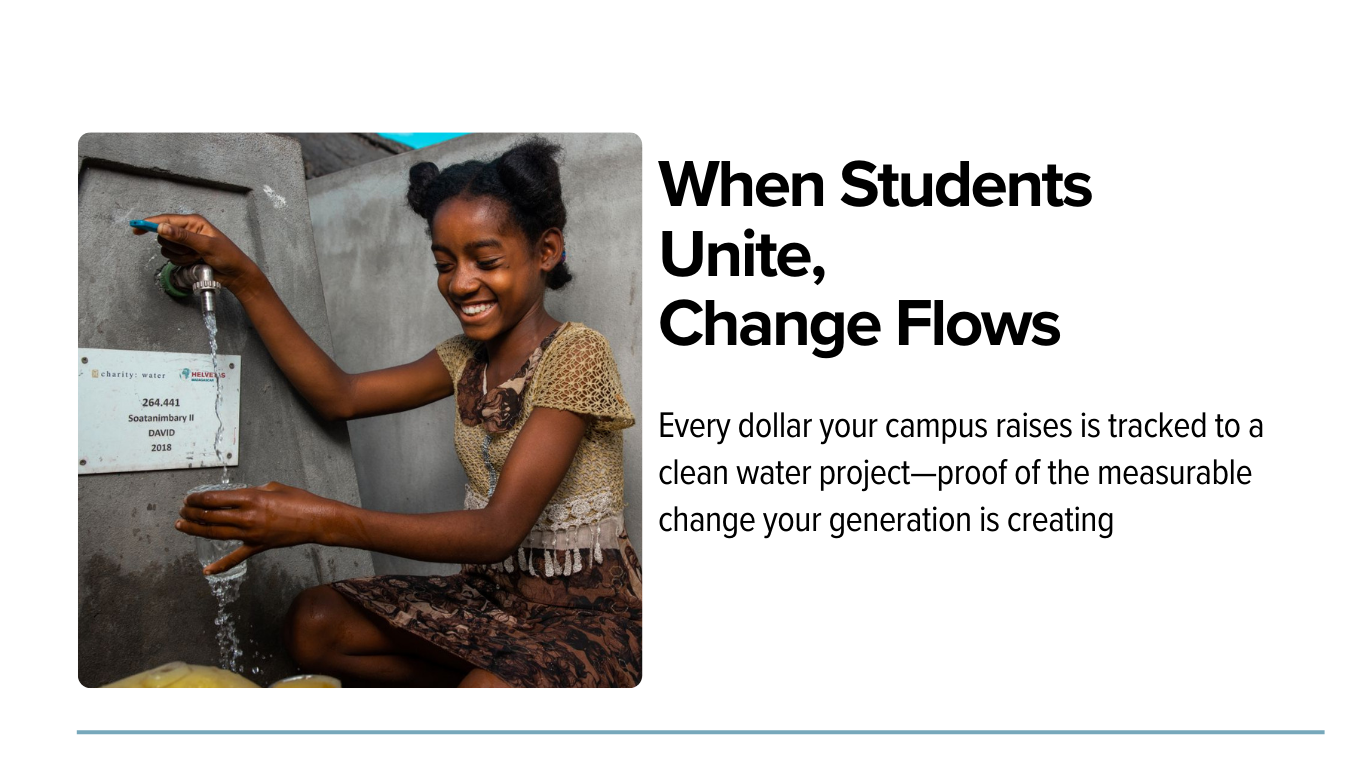 charity: water HELVETAS
264.441
Soatanimbary II
DAVID
2018
When Students
Unite,
Change Flows
Every dollar your campus raises is tracked to a
clean water project—proof of the measurable
change your generation is creating